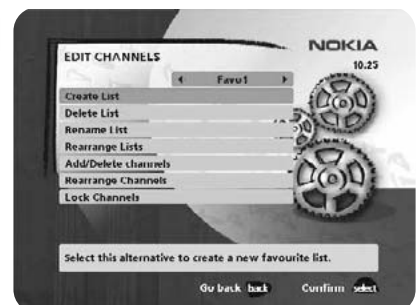 NOKIA
EDIT CHANNELS
10.25
Favo1
Create List
Delete List
Rename List
Rearrange Lists
Add/Delete channels
Rearrange Channels
Lock Channels
Select this alternative to create a new favourite list.
Go back back Confirm select